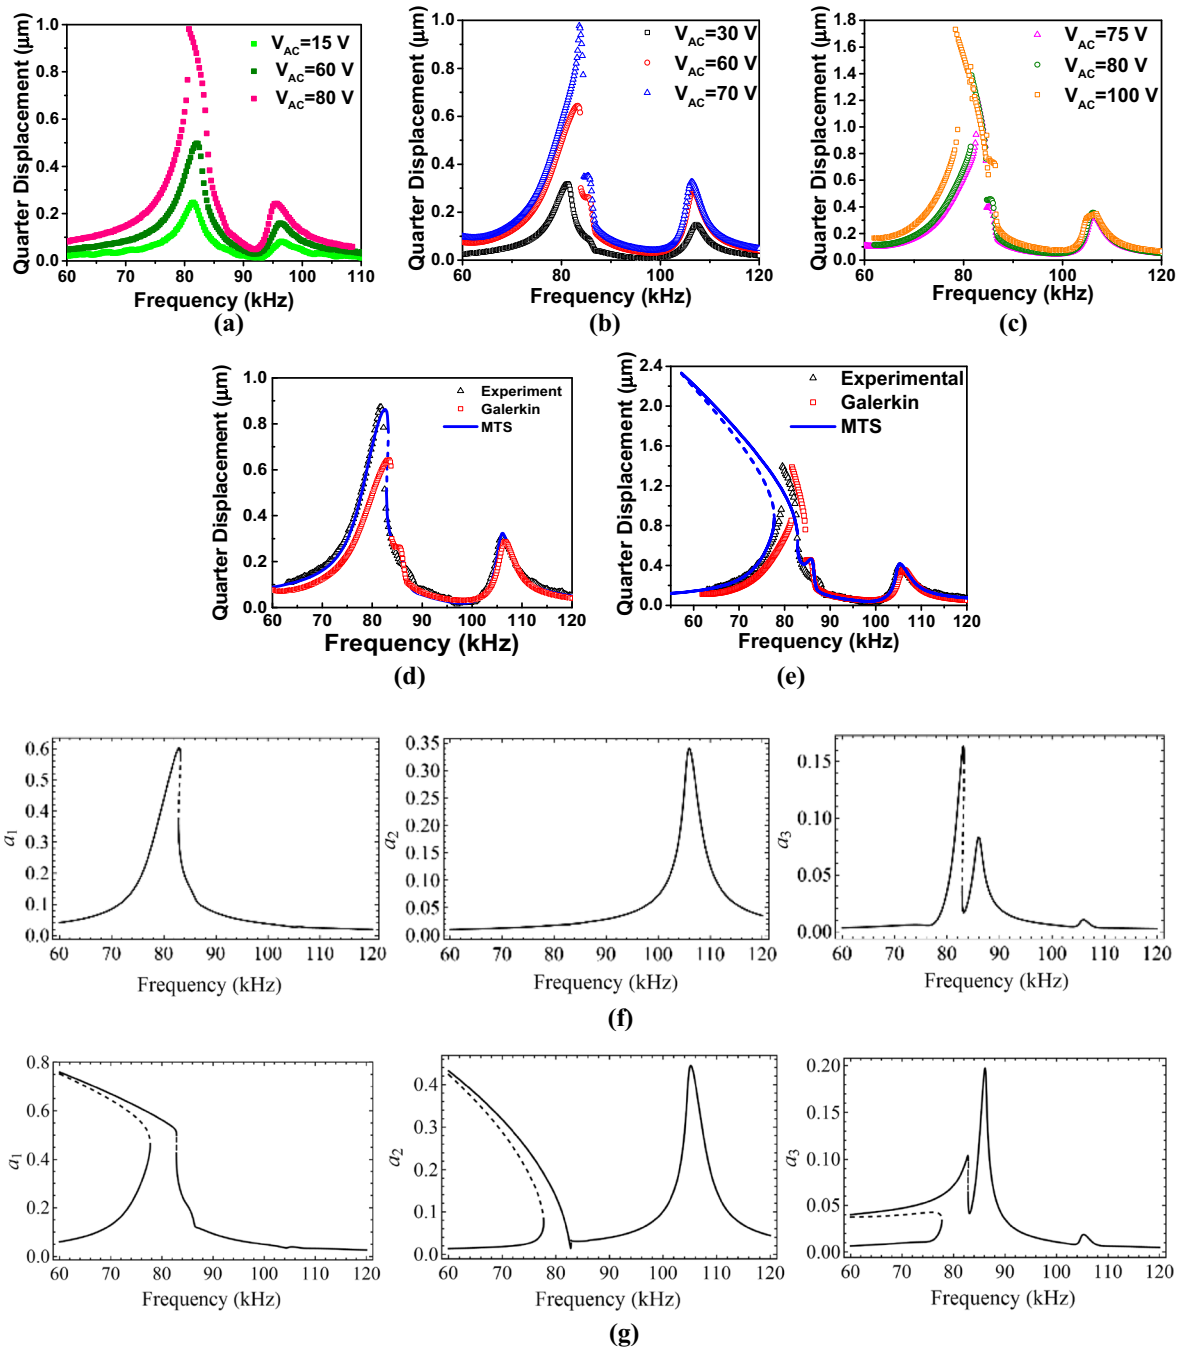 Quarter Displacement (μm)
1.0
0.8
0.6
0.4
0.2
0.0
60 70 80 90 100 110
Frequency (kHz)
V_AC=15 V
V_AC=60 V
V_AC=80 V
(a)
Quarter Displacement (μm)
1.0
0.8
0.6
0.4
0.2
0.0
60 80 100 120
Frequency (kHz)
V_AC=30 V
V_AC=60 V
V_AC=70 V
(b)
Quarter Displacement (μm)
1.8
1.6
1.4
1.2
1.0
0.8
0.6
0.4
0.2
0.0
60 80 100 120
Frequency (kHz)
V_AC=75 V
V_AC=80 V
V_AC=100 V
(c)
Quarter Displacement (μm)
1.0
0.8
0.6
0.4
0.2
0.0
60 70 80 90 100 110 120
Frequency (kHz)
Experiment
Galerkin
MTS
(d)
Quarter Displacement (μm)
2.4
2.0
1.6
1.2
0.8
0.4
0.0
60 70 80 90 100 110 120
Frequency (kHz)
Experimental
Galerkin
MTS
(e)
a1
0.6
0.5
0.4
0.3
0.2
0.1
0.0
60 70 80 90 100 110 120
Frequency (kHz)
a2
0.35
0.30
0.25
0.20
0.15
0.10
0.05
0.00
60 80 100 120
Frequency (kHz)
a3
0.15
0.10
0.05
0.00
60 70 80 90 100 110 120
Frequency (kHz)
(f)
a1
0.8
0.6
0.4
0.2
0.0
60 70 80 90 100 110 120
Frequency (kHz)
a2
0.4
0.3
0.2
0.1
0.0
60 70 80 90 100 110 120
Frequency (kHz)
a3
0.20
0.15
0.10
0.05
0.00
60 70 80 90 100 110 120
Frequency (kHz)
(g)